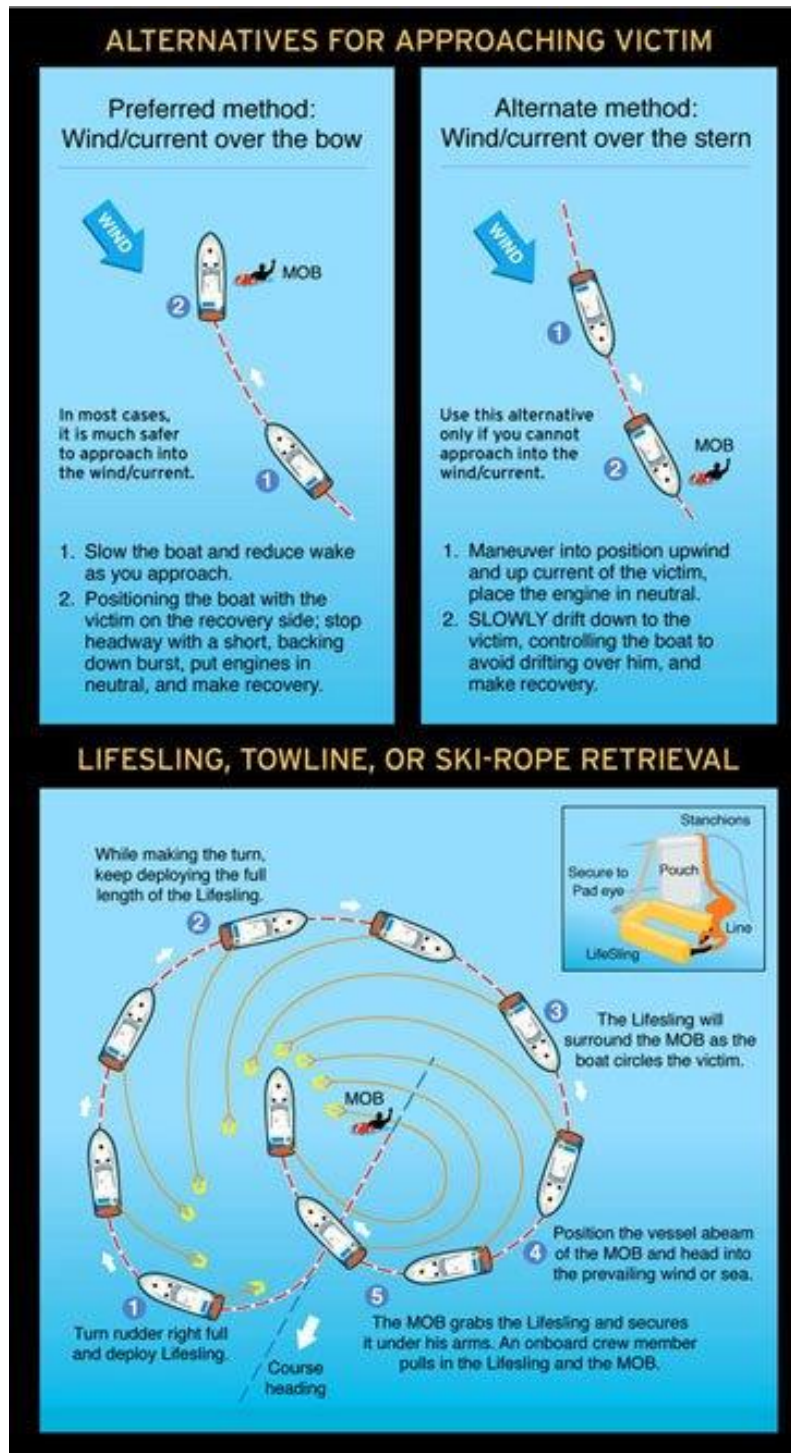 ALTERNATIVES FOR APPROACHING VICTIM
Preferred method:
Wind/current over the bow
WIND
MOB
2
In most cases,
it is much safer
to approach into
the wind/current.
1
1. Slow the boat and reduce wake
as you approach.
2. Positioning the boat with the
victim on the recovery side; stop
headway with a short, backing
down burst, put engines in
neutral, and make recovery.
Alternate method:
Wind/current over the stern
WIND
1
Use this alternative
only if you cannot
approach into the
wind/current.
MOB
2
1. Maneuver into position upwind
and up current of the victim,
place the engine in neutral.
2. SLOWLY drift down to the
victim, controlling the boat to
avoid drifting over him, and
make recovery.
LIFESLING, TOWLINE, OR SKI-ROPE RETRIEVAL
Stanchions
Secure to
Pad eye
Pouch
Line
LifeSling
While making the turn,
keep deploying the full
length of the Lifesling.
2
3
The Lifesling will
surround the MOB as the
boat circles the victim.
MOB
4
Position the vessel abeam
of the MOB and head into
the prevailing wind or sea.
1
Turn rudder right full
and deploy Lifesling.
5
The MOB grabs the Lifesling and secures
it under his arms. An onboard crew member
pulls in the Lifesling and the MOB.
Course
heading